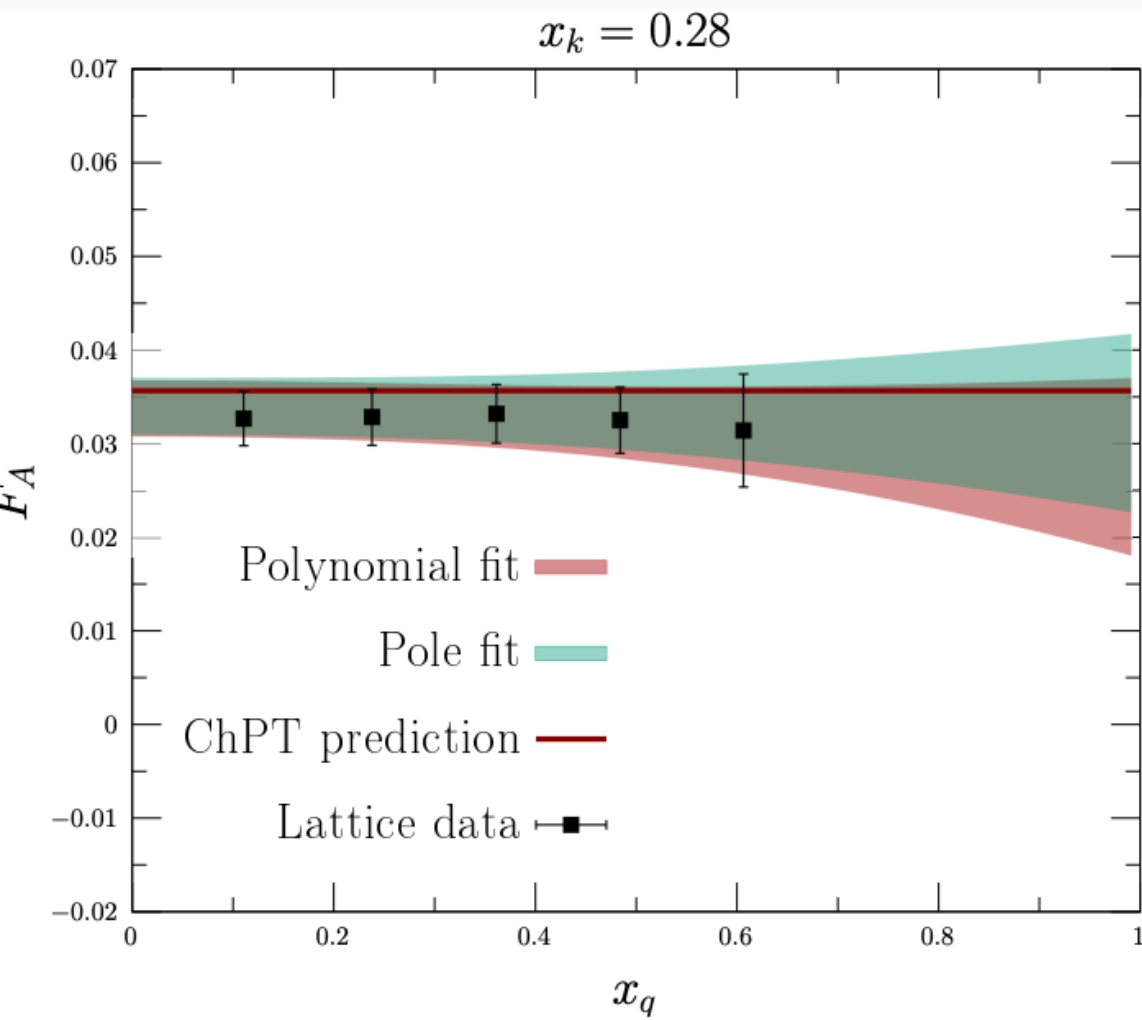 x_k = 0.28
0.07
0.06
0.05
0.04
0.03
0.02
0.01
0
−0.01
−0.02
F_A
Polynomial fit
Pole fit
ChPT prediction
Lattice data
0 0.2 0.4 0.6 0.8 1
x_q